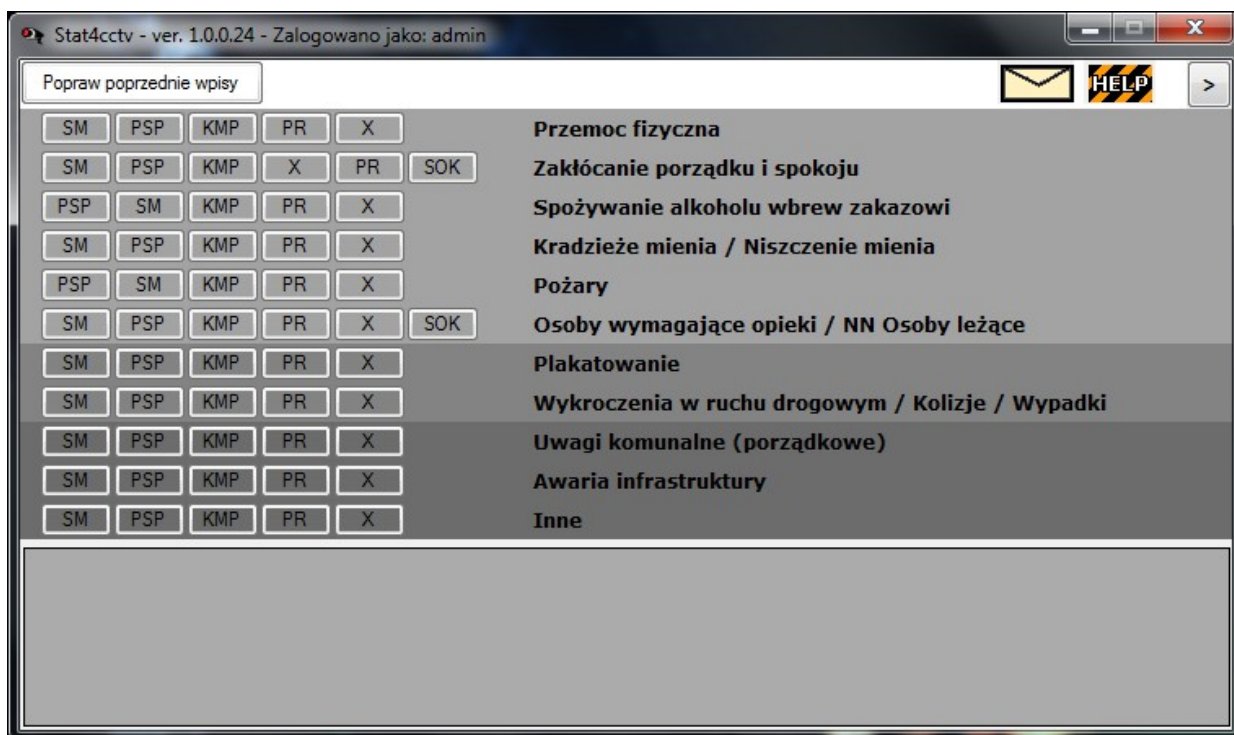 Stat4cctv - ver. 1.0.0.24 - Zalogowano jako: admin
Popraw poprzednie wpisy HELP >
SM PSP KMP PR X Przemoc fizyczna
SM PSP KMP X PR SOK Zakłócanie porządku i spokoju
PSP SM KMP PR X Spożywanie alkoholu wbrew zakazowi
SM PSP KMP PR X Kradzieże mienia / Niszczenie mienia
PSP SM KMP PR X Pożary
SM PSP KMP PR X SOK Osoby wymagające opieki / NN Osoby leżące
SM PSP KMP PR X Plakatowanie
SM PSP KMP PR X Wykroczenia w ruchu drogowym / Kolizje / Wypadki
SM PSP KMP PR X Uwagi komunalne (porządkowe)
SM PSP KMP PR X Awaria infrastruktury
SM PSP KMP PR X Inne